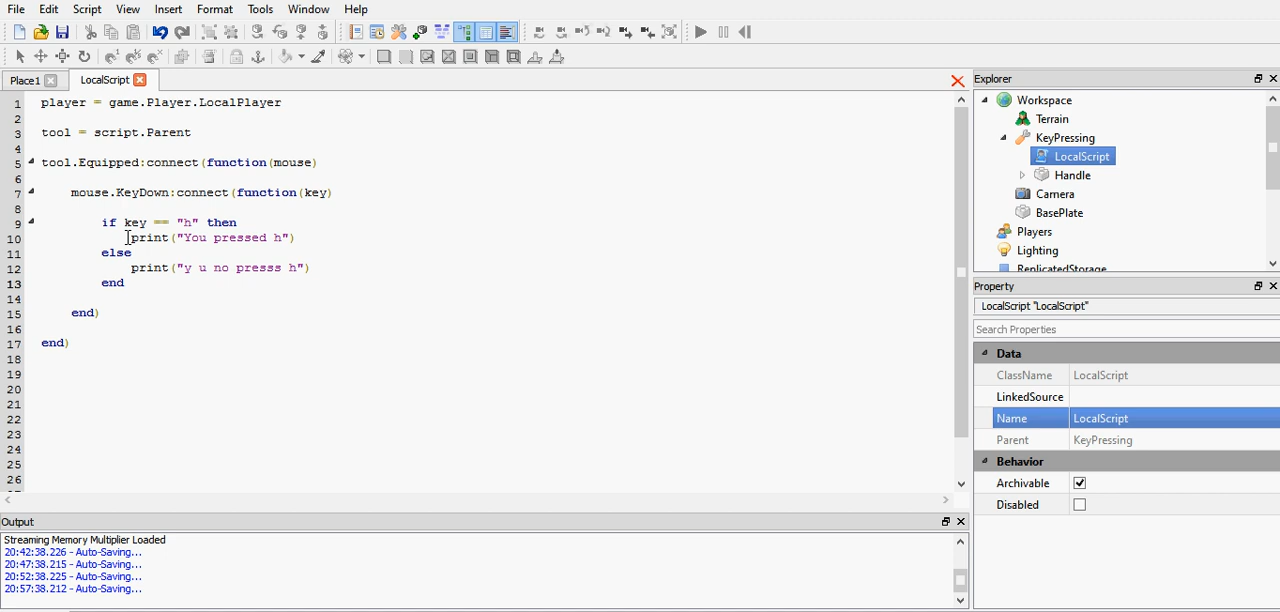 File Edit Script View Insert Format Tools Window Help
Place1 LocalScript
1 player = game.Player.LocalPlayer
2
3 tool = script.Parent
4
5 tool.Equipped:connect(function(mouse)
6
7 mouse.KeyDown:connect(function(key)
8
9 if key == "h" then
10 print("You pressed h")
11 else
12 print("y u no presss h")
13 end
14
15 end)
16
17 end)
18
19
20
21
22
23
24
25
26
Output
Streaming Memory Multiplier Loaded
20:42:38.226 - Auto-Saving...
20:47:38.215 - Auto-Saving...
20:52:38.225 - Auto-Saving...
20:57:38.212 - Auto-Saving...
Explorer
Workspace
Terrain
KeyPressing
LocalScript
Handle
Camera
BasePlate
Players
Lighting
ReplicatedStorage
Property
LocalScript "LocalScript"
Search Properties
Data
ClassName LocalScript
LinkedSource
Name LocalScript
Parent KeyPressing
Behavior
Archivable
Disabled